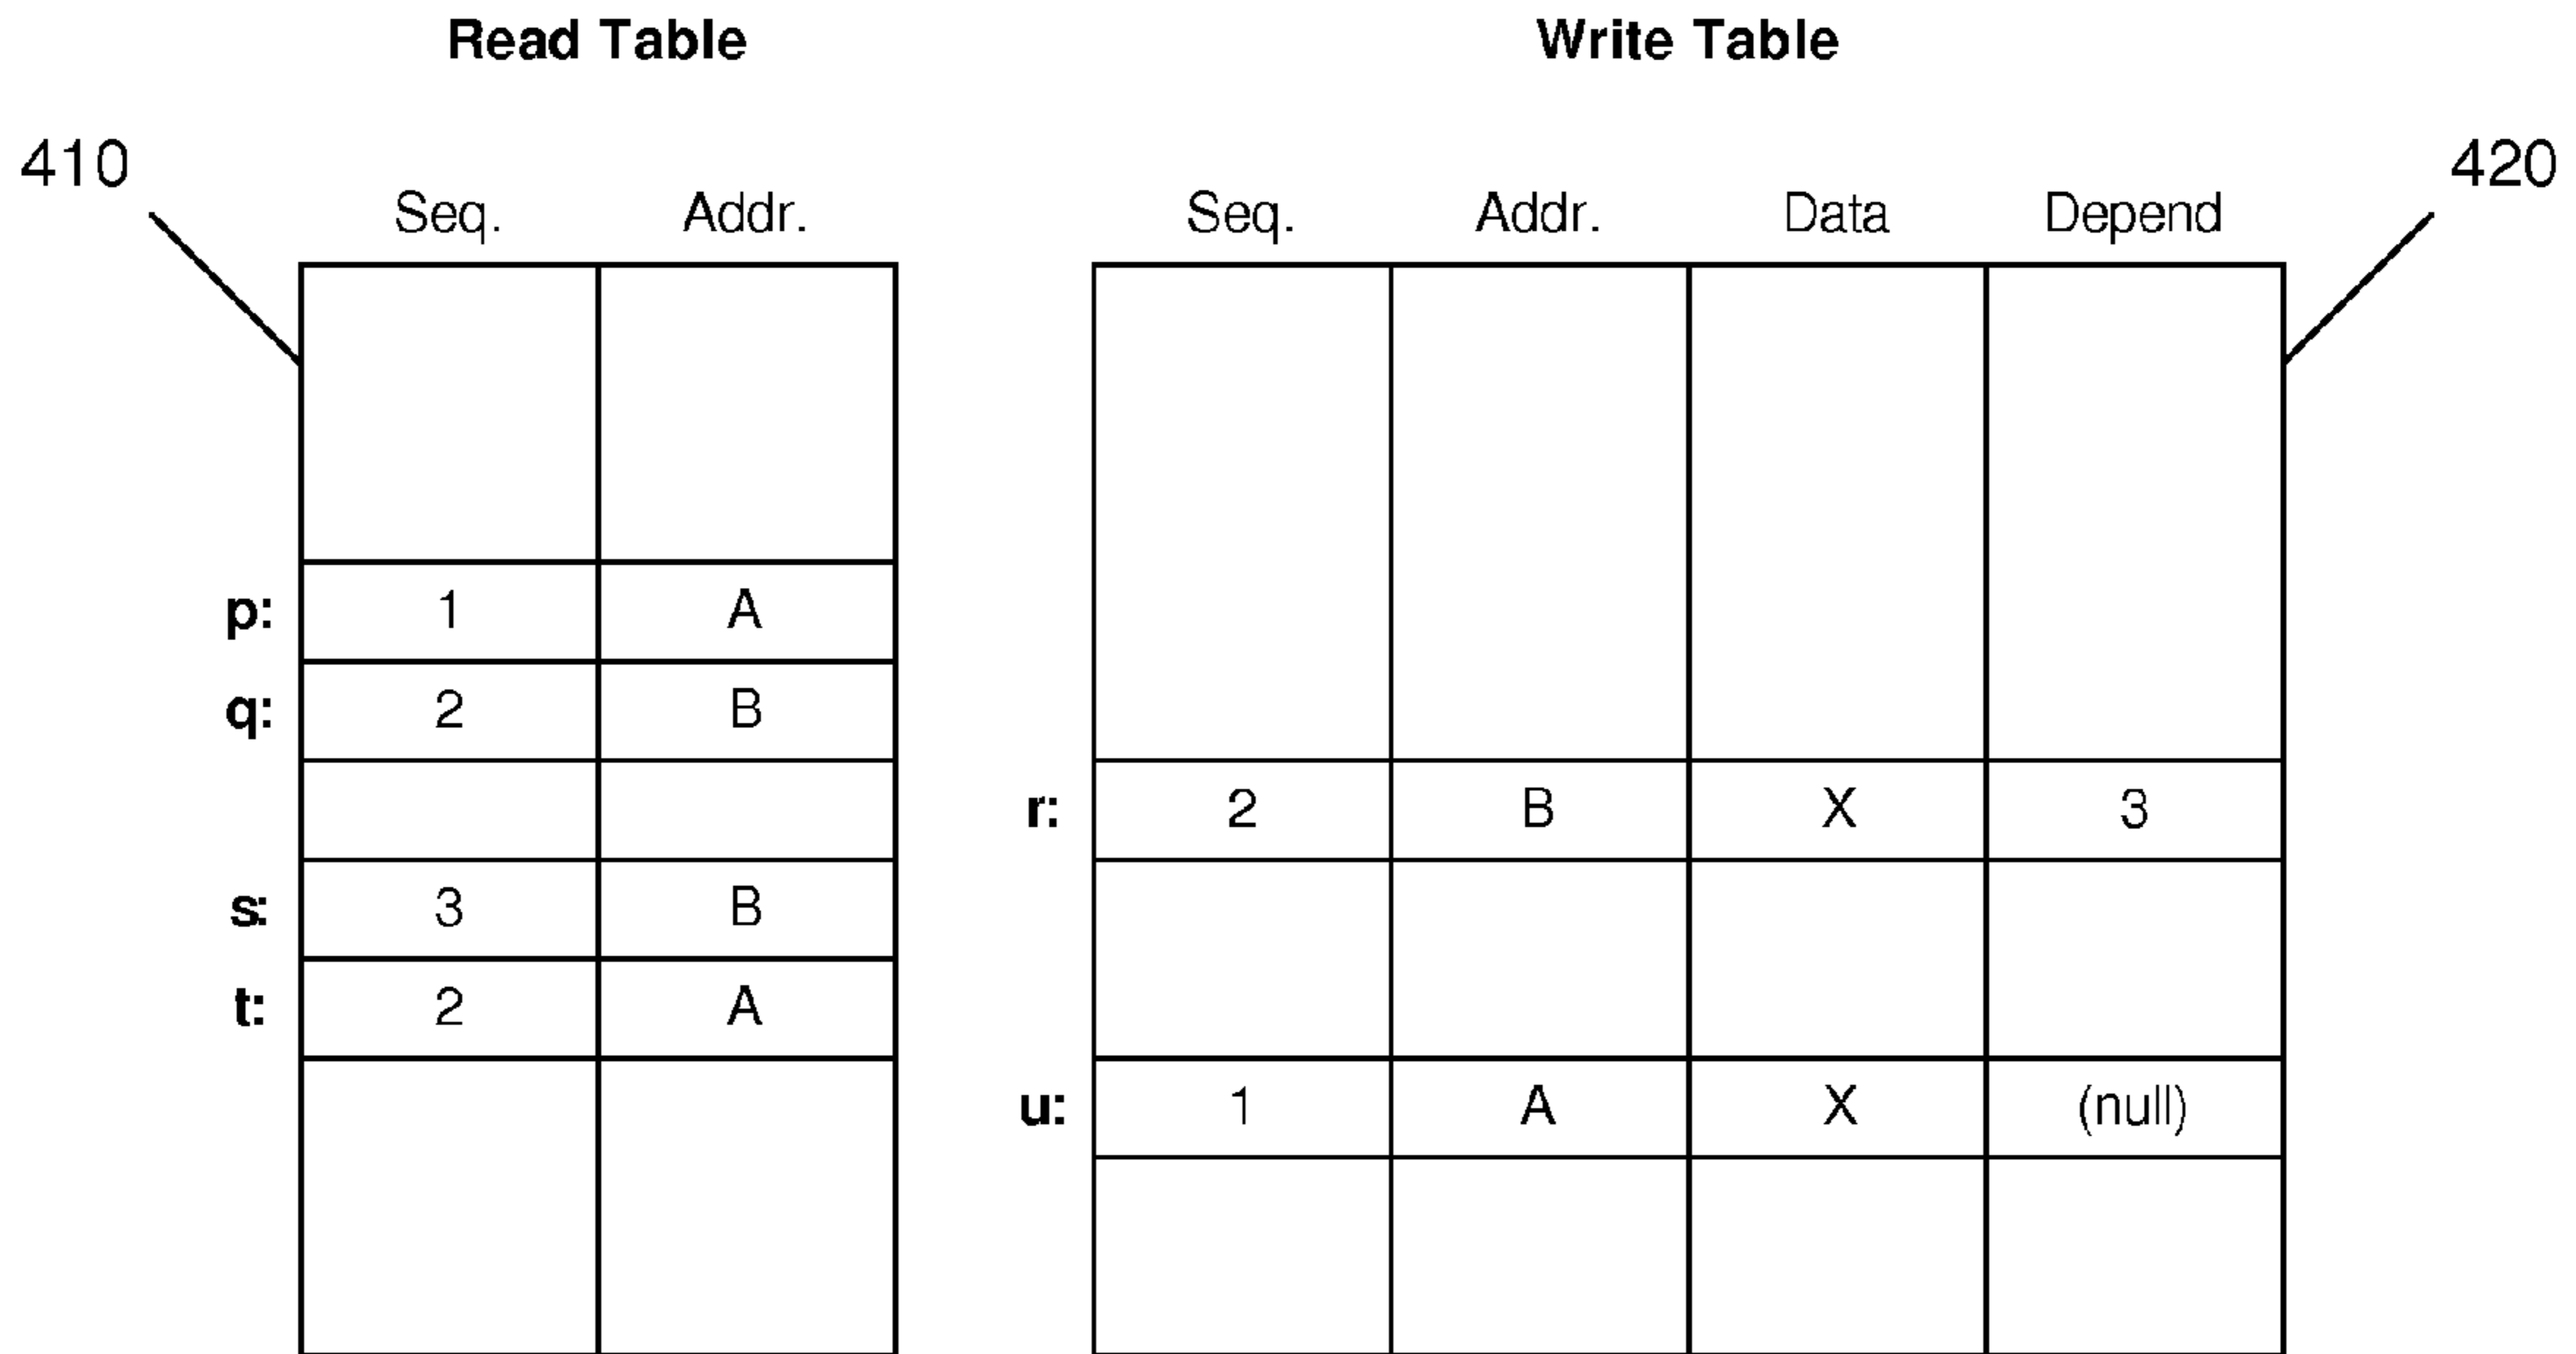 Read Table Write Table
410 420
Seq. Addr. Seq. Addr. Data Depend
p: 1 A
q: 2 B
r: 2 B X 3
s: 3 B
t: 2 A
u: 1 A X (null)